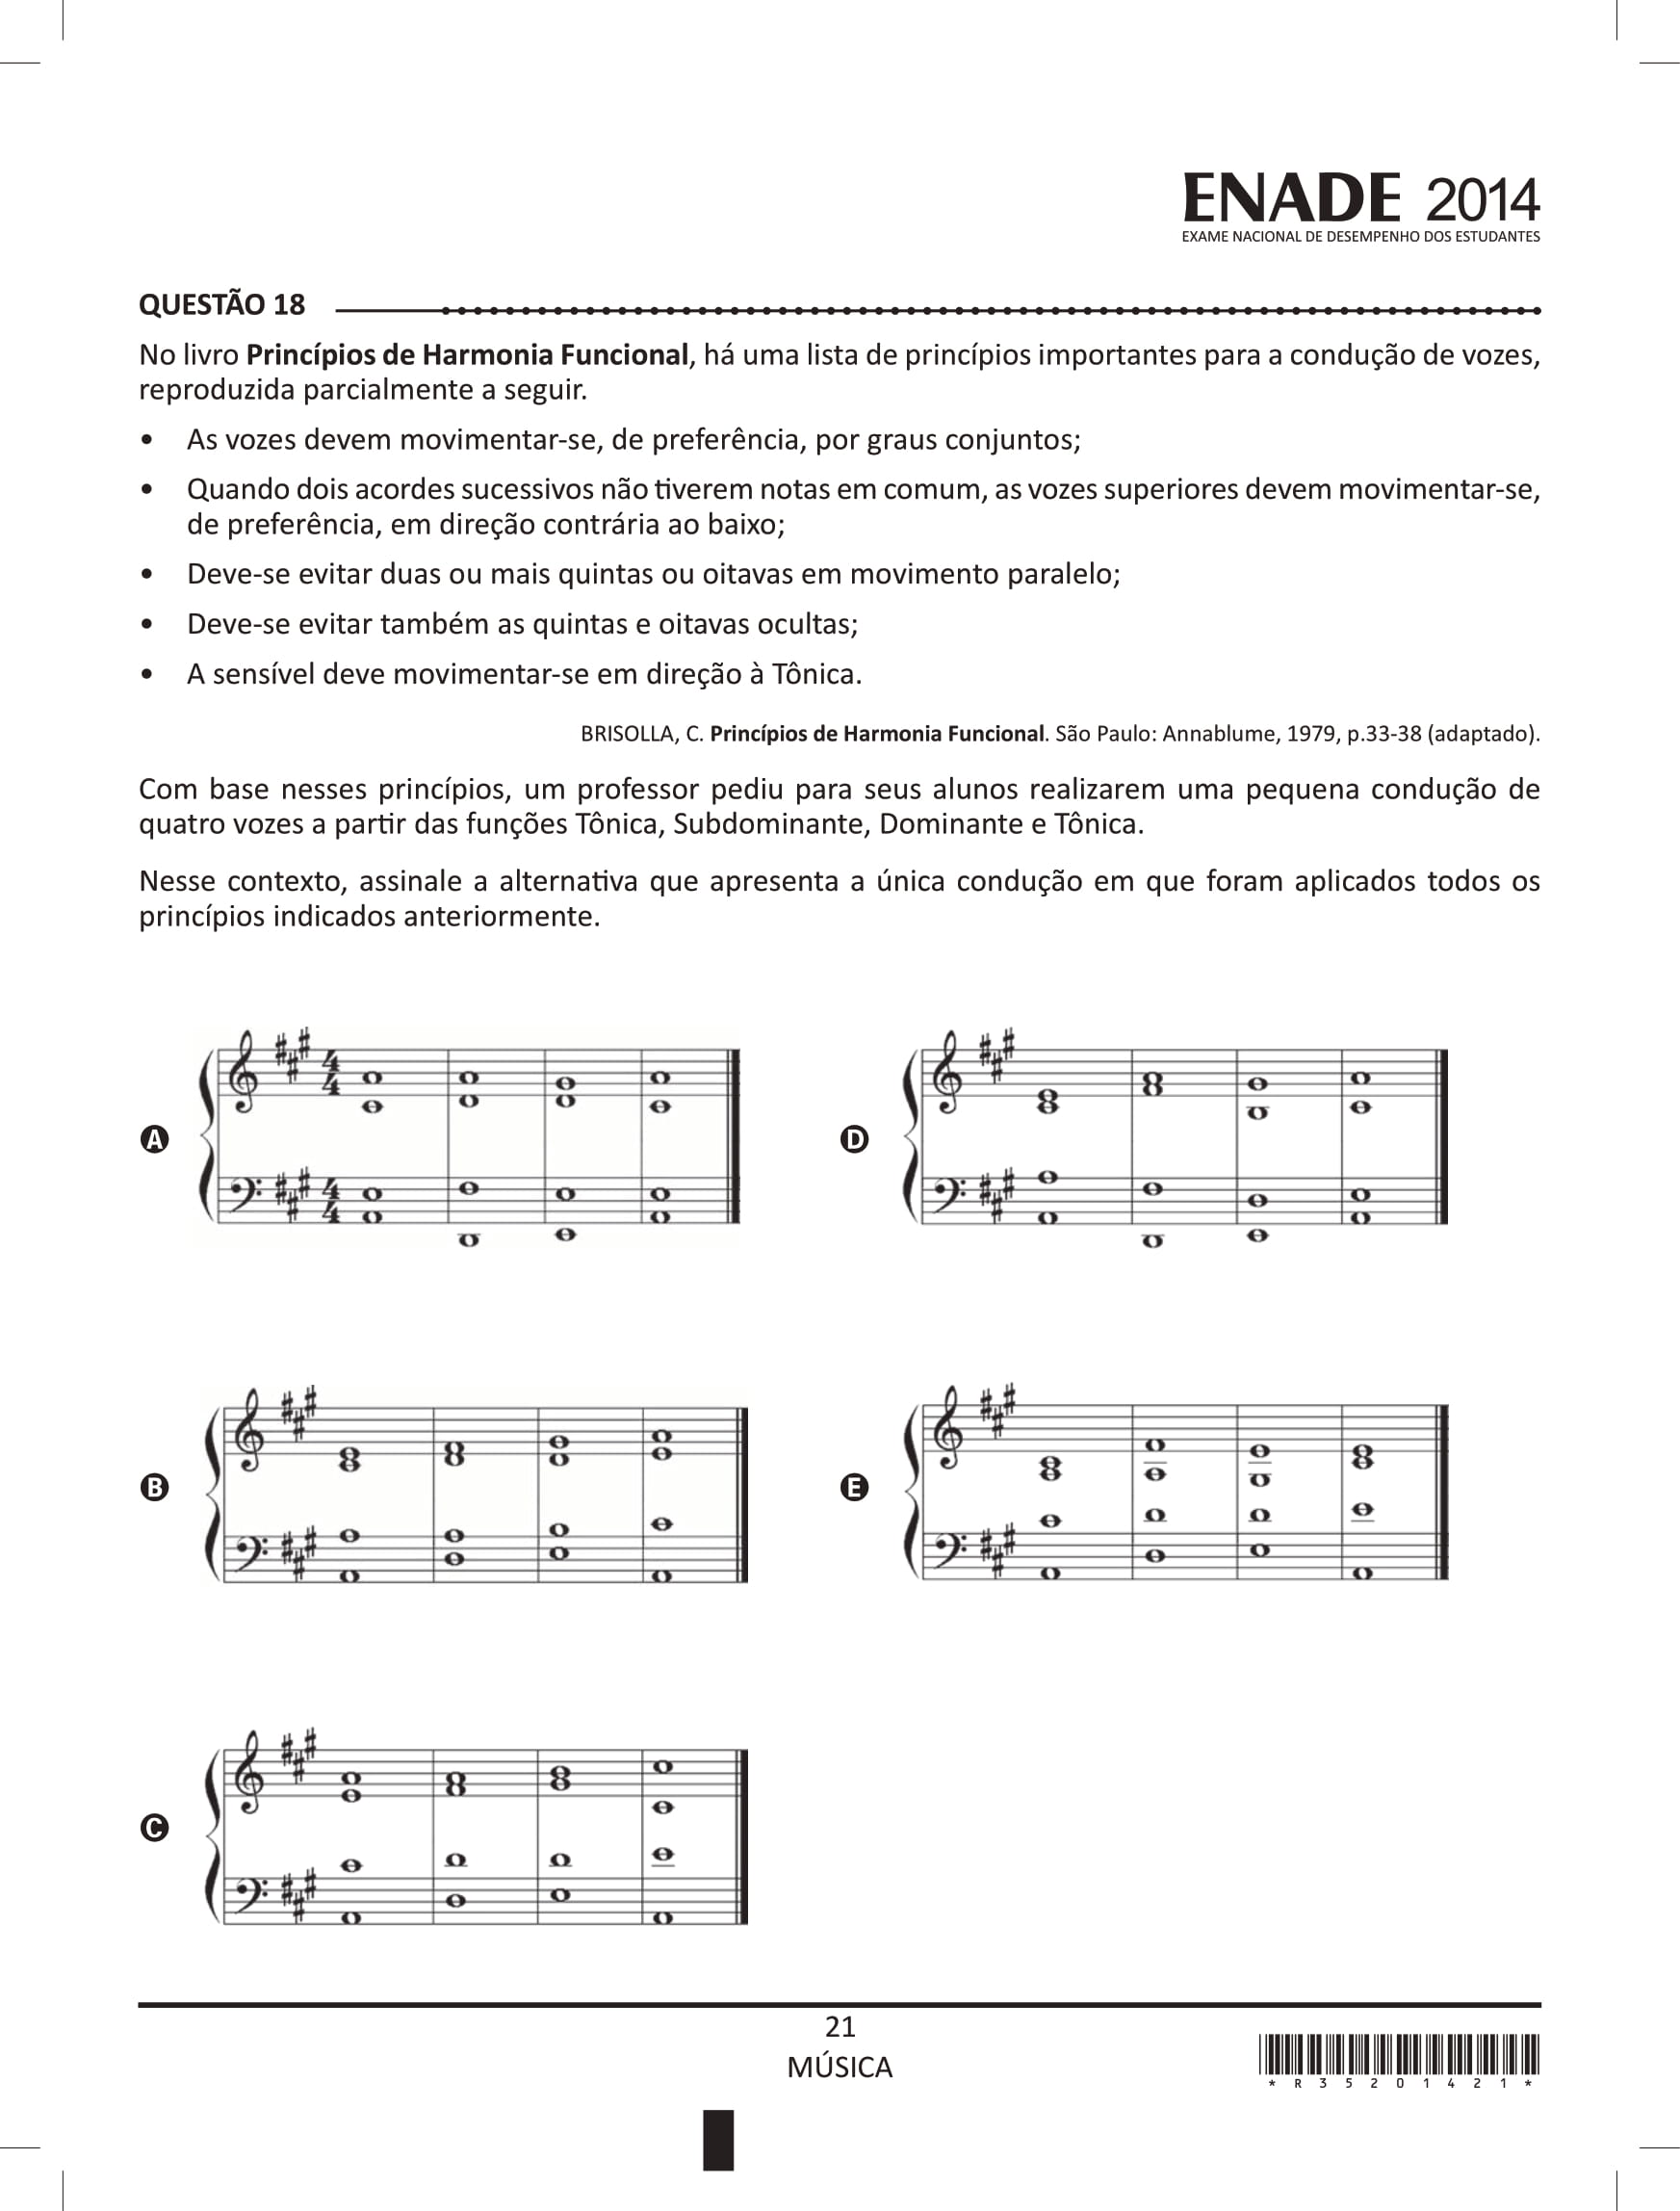 ENADE 2014
EXAME NACIONAL DE DESEMPENHO DOS ESTUDANTES
QUESTÃO 18
No livro Princípios de Harmonia Funcional, há uma lista de princípios importantes para a condução de vozes,
reproduzida parcialmente a seguir.
• As vozes devem movimentar-se, de preferência, por graus conjuntos;
• Quando dois acordes sucessivos não tiverem notas em comum, as vozes superiores devem movimentar-se,
de preferência, em direção contrária ao baixo;
• Deve-se evitar duas ou mais quintas ou oitavas em movimento paralelo;
• Deve-se evitar também as quintas e oitavas ocultas;
• A sensível deve movimentar-se em direção à Tônica.
BRISOLLA, C. Princípios de Harmonia Funcional. São Paulo: Annablume, 1979, p.33-38 (adaptado).
Com base nesses princípios, um professor pediu para seus alunos realizarem uma pequena condução de
quatro vozes a partir das funções Tônica, Subdominante, Dominante e Tônica.
Nesse contexto, assinale a alternativa que apresenta a única condução em que foram aplicados todos os
princípios indicados anteriormente.
A
4 4
4 4
D
B
E
C
21
MÚSICA
* R 3 5 2 0 1 4 2 1 *